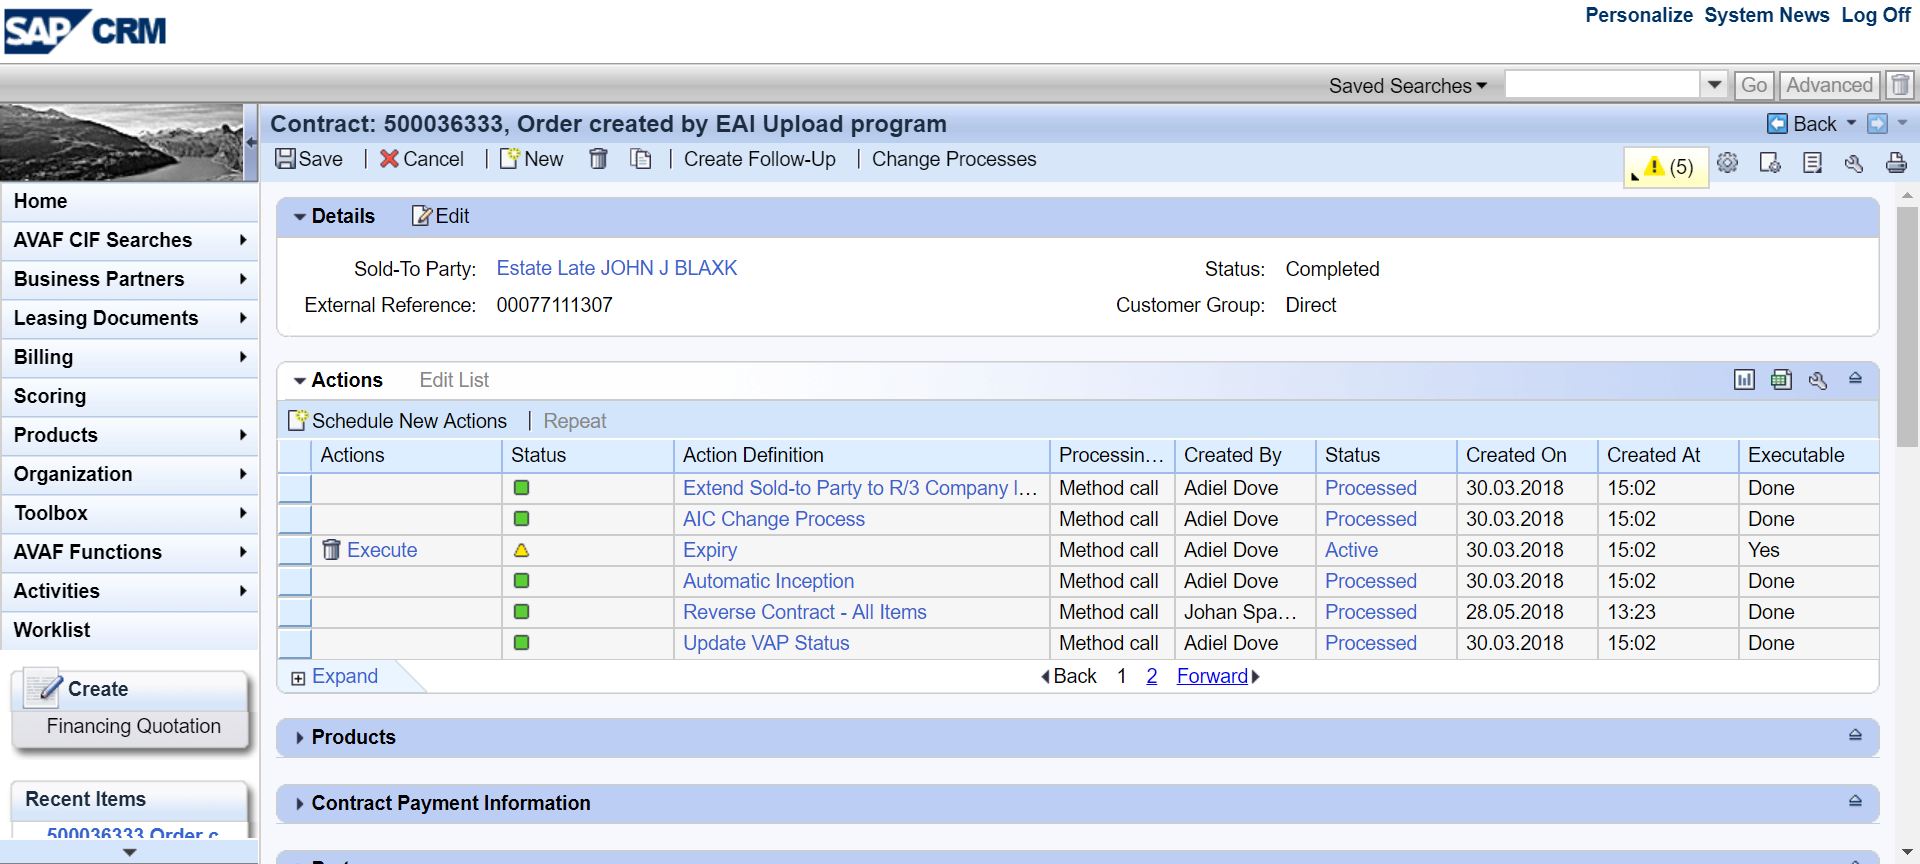 SAP CRM
Personalize System News Log Off
Saved Searches Go Advanced
Contract: 500036333, Order created by EAI Upload program
Back
Save Cancel New Create Follow-Up Change Processes
(5)
Home
AVAF CIF Searches
Business Partners
Leasing Documents
Billing
Scoring
Products
Organization
Toolbox
AVAF Functions
Activities
Worklist
Create
Financing Quotation
Recent Items
500036333 Order c
Details Edit
Sold-To Party: Estate Late JOHN J BLAXK Status: Completed
External Reference: 00077111307 Customer Group: Direct
Actions Edit List
Schedule New Actions Repeat
Actions Status Action Definition Processin... Created By Status Created On Created At Executable
Extend Sold-to Party to R/3 Company I... Method call Adiel Dove Processed 30.03.2018 15:02 Done
AIC Change Process Method call Adiel Dove Processed 30.03.2018 15:02 Done
Execute Expiry Method call Adiel Dove Active 30.03.2018 15:02 Yes
Automatic Inception Method call Adiel Dove Processed 30.03.2018 15:02 Done
Reverse Contract - All Items Method call Johan Spa... Processed 28.05.2018 13:23 Done
Update VAP Status Method call Adiel Dove Processed 30.03.2018 15:02 Done
Expand Back 1 2 Forward
Products
Contract Payment Information